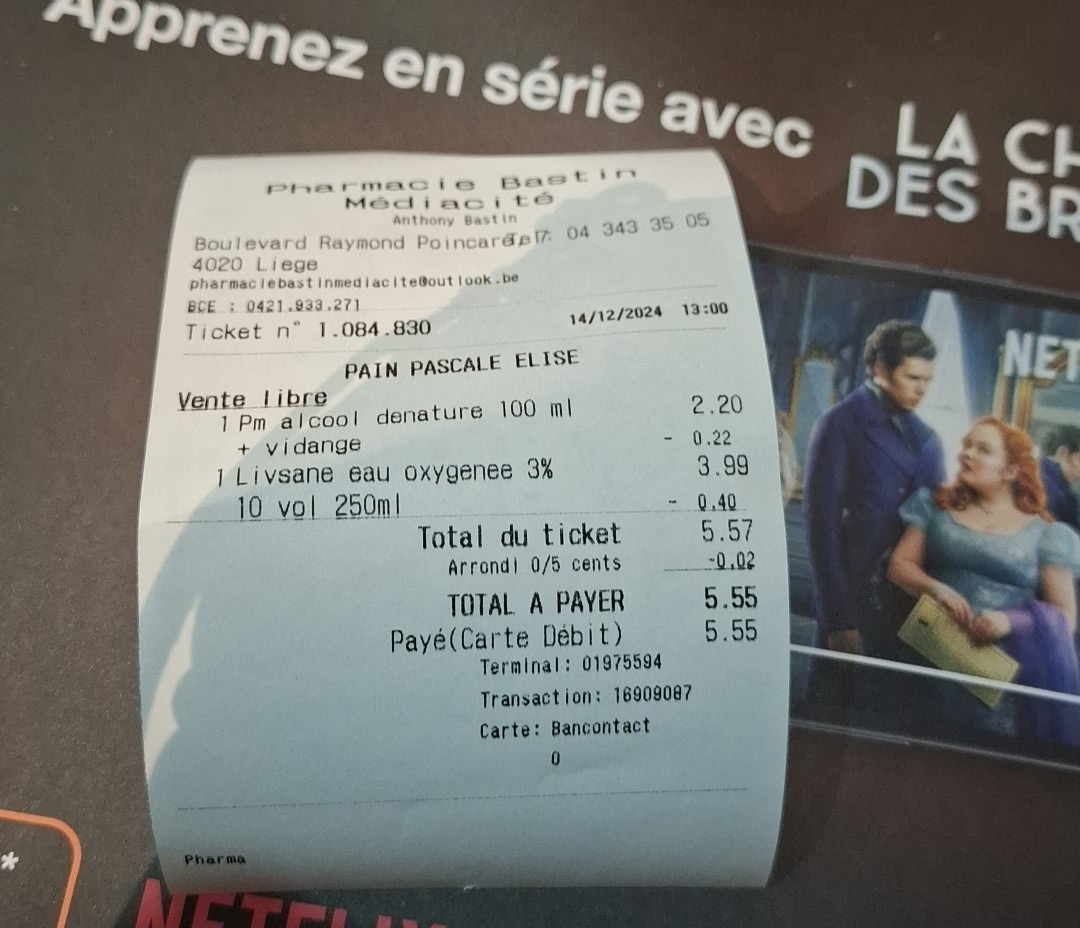 Apprenez en série avec
LA CH
DES BR
NET
Pharmacie Bastin
Médiacité
Anthony Bastin
Boulevard Raymond Poincaré 7 04 343 35 05
4020 Liege
pharmaciebastinmediacite@outlook.be
BCE : 0421.933.271
Ticket n° 1.084.830 14/12/2024 13:00
PAIN PASCALE ELISE
Vente libre
1 Pm alcool denature 100 ml 2.20
+ vidange - 0.22
1 Livsane eau oxygenee 3% 3.99
10 vol 250ml - 0.40
Total du ticket 5.57
Arrondi 0/5 cents -0.02
TOTAL A PAYER 5.55
Payé(Carte Débit) 5.55
Terminal: 01975594
Transaction: 16909087
Carte: Bancontact
0
Pharma
*
NETFLIX